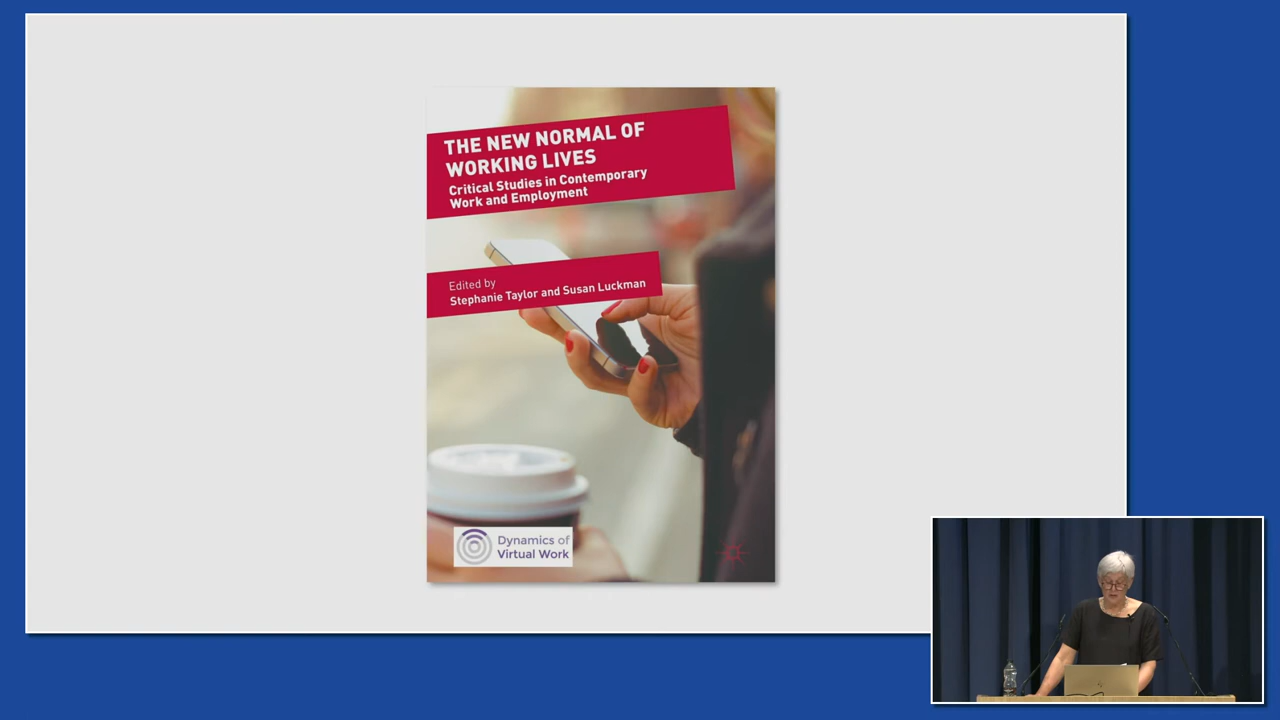 THE NEW NORMAL OF
WORKING LIVES
Critical Studies in Contemporary
Work and Employment
Edited by
Stephanie Taylor and Susan Luckman
Dynamics of
Virtual Work